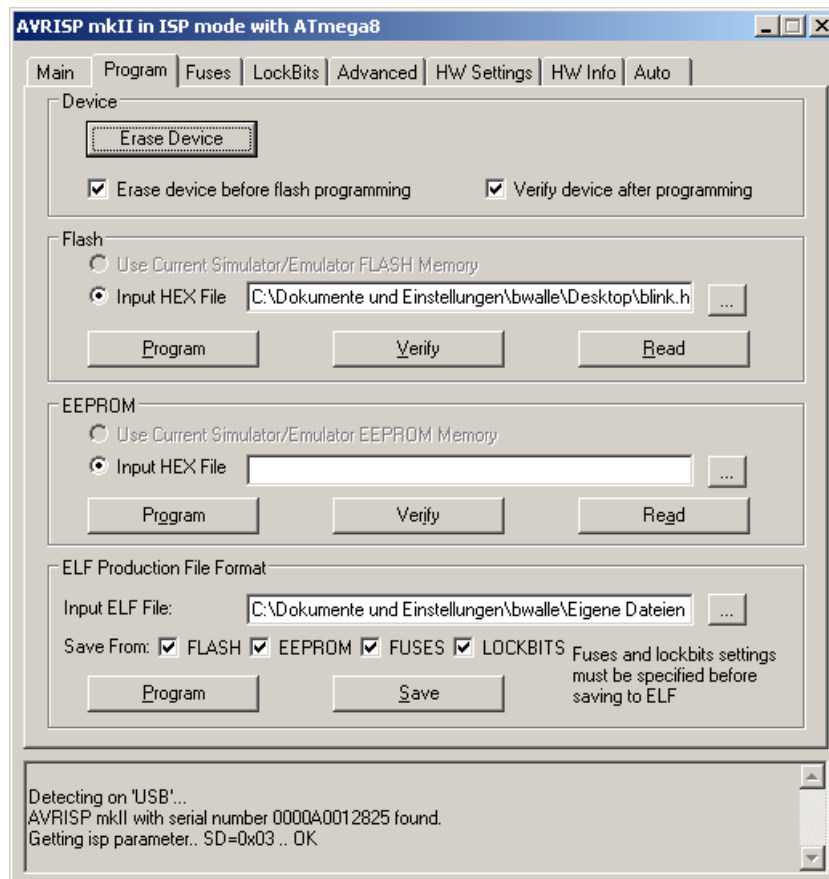 AVRISP mkII in ISP mode with ATmega8
Main Program Fuses LockBits Advanced HW Settings HW Info Auto
Device
Erase Device
Erase device before flash programming Verify device after programming
Flash
Use Current Simulator/Emulator FLASH Memory
Input HEX File C:\Dokumente und Einstellungen\bwalle\Desktop\blink.h ...
Program Verify Read
EEPROM
Use Current Simulator/Emulator EEPROM Memory
Input HEX File ...
Program Verify Read
ELF Production File Format
Input ELF File: C:\Dokumente und Einstellungen\bwalle\Eigene Dateien ...
Save From: FLASH EEPROM FUSES LOCKBITS
Fuses and lockbits settings
must be specified before
saving to ELF
Program Save
Detecting on 'USB'...
AVRISP mkII with serial number 0000A0012825 found.
Getting isp parameter.. SD=0x03 .. OK